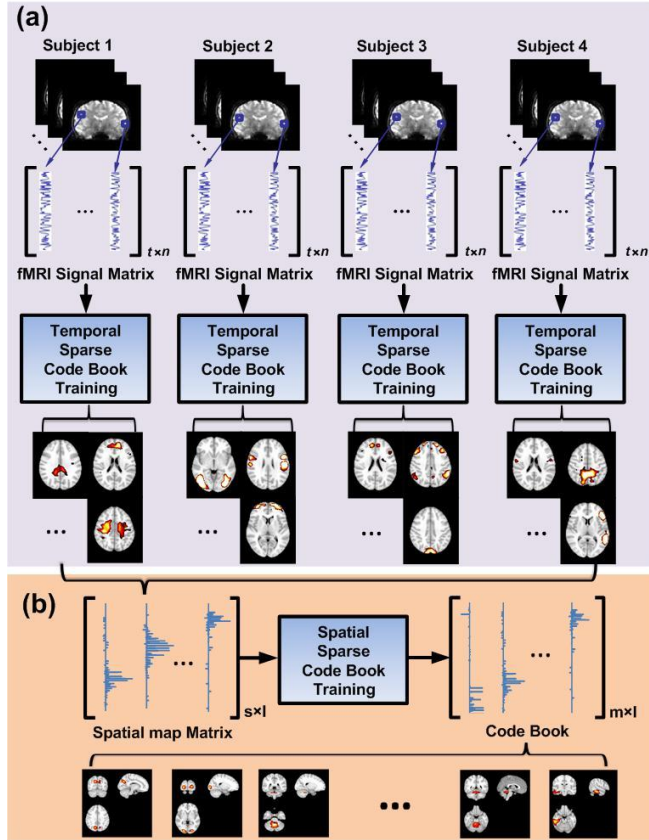 (a)
Subject 1
Subject 2
Subject 3
Subject 4
t×n
t×n
t×n
t×n
fMRI Signal Matrix
fMRI Signal Matrix
fMRI Signal Matrix
fMRI Signal Matrix
Temporal
Sparse
Code Book
Training
Temporal
Sparse
Code Book
Training
Temporal
Sparse
Code Book
Training
Temporal
Sparse
Code Book
Training
(b)
s×l
Spatial
Sparse
Code Book
Training
m×l
Spatial map Matrix
Code Book